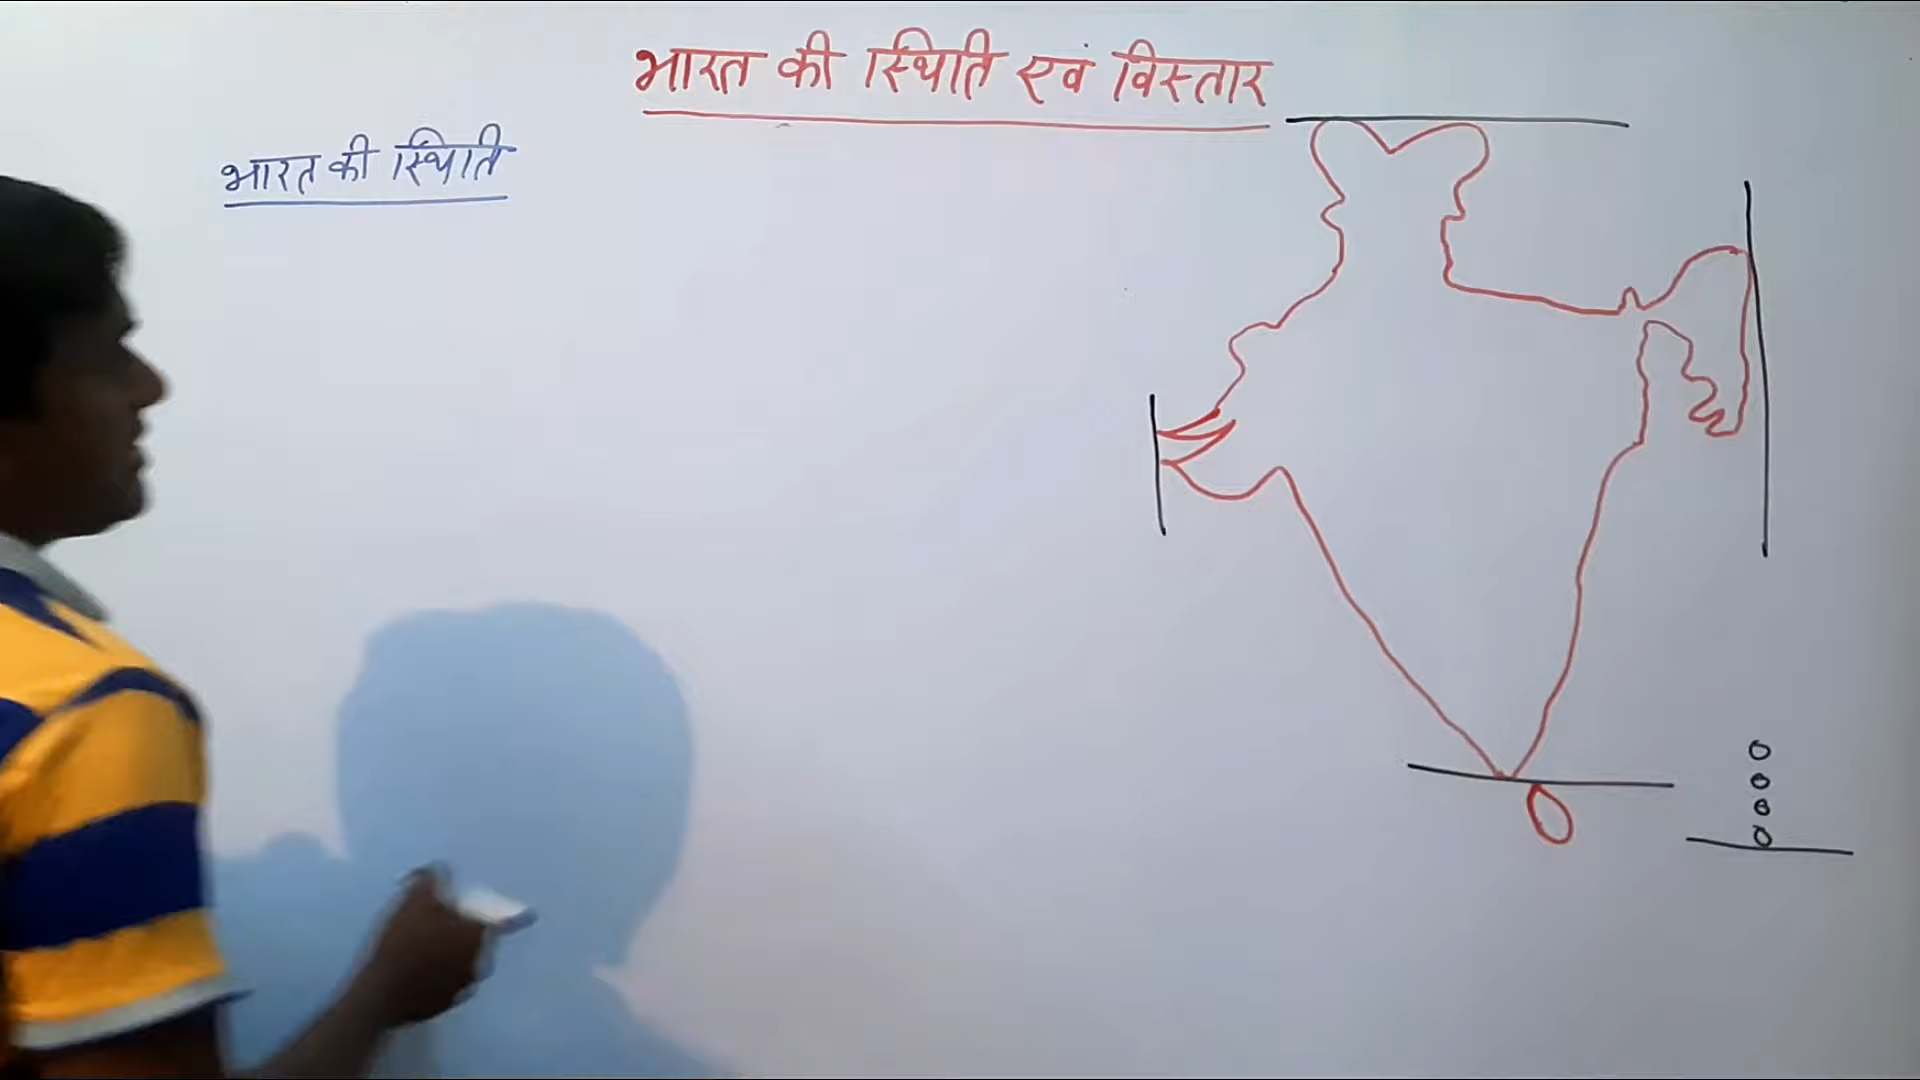 भारत की स्थिति एवं विस्तार
भारत की स्थिति